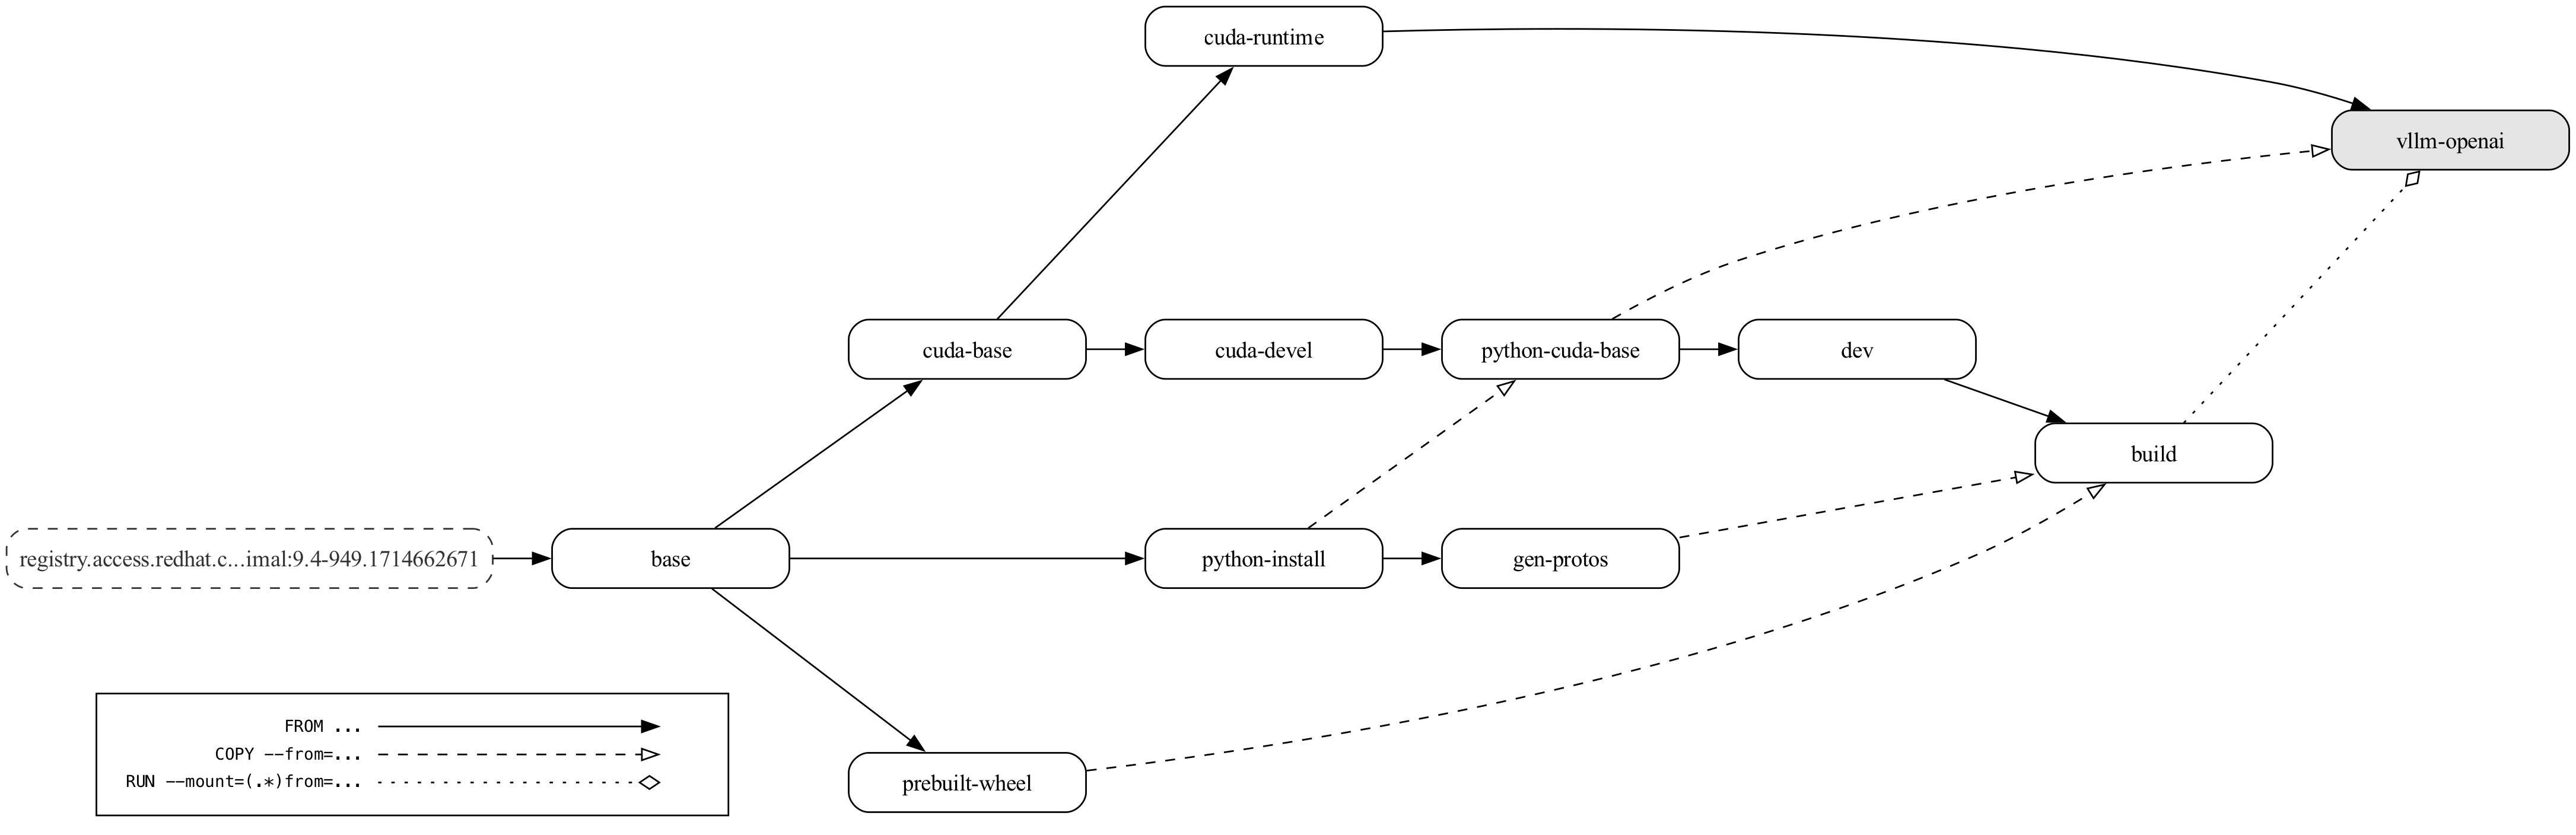 cuda-runtime
vllm-openai
cuda-base
cuda-devel
python-cuda-base
dev
build
registry.access.redhat.c...imal:9.4-949.1714662671
base
python-install
gen-protos
prebuilt-wheel
FROM ...
COPY --from=...
RUN --mount=(.*)from=...